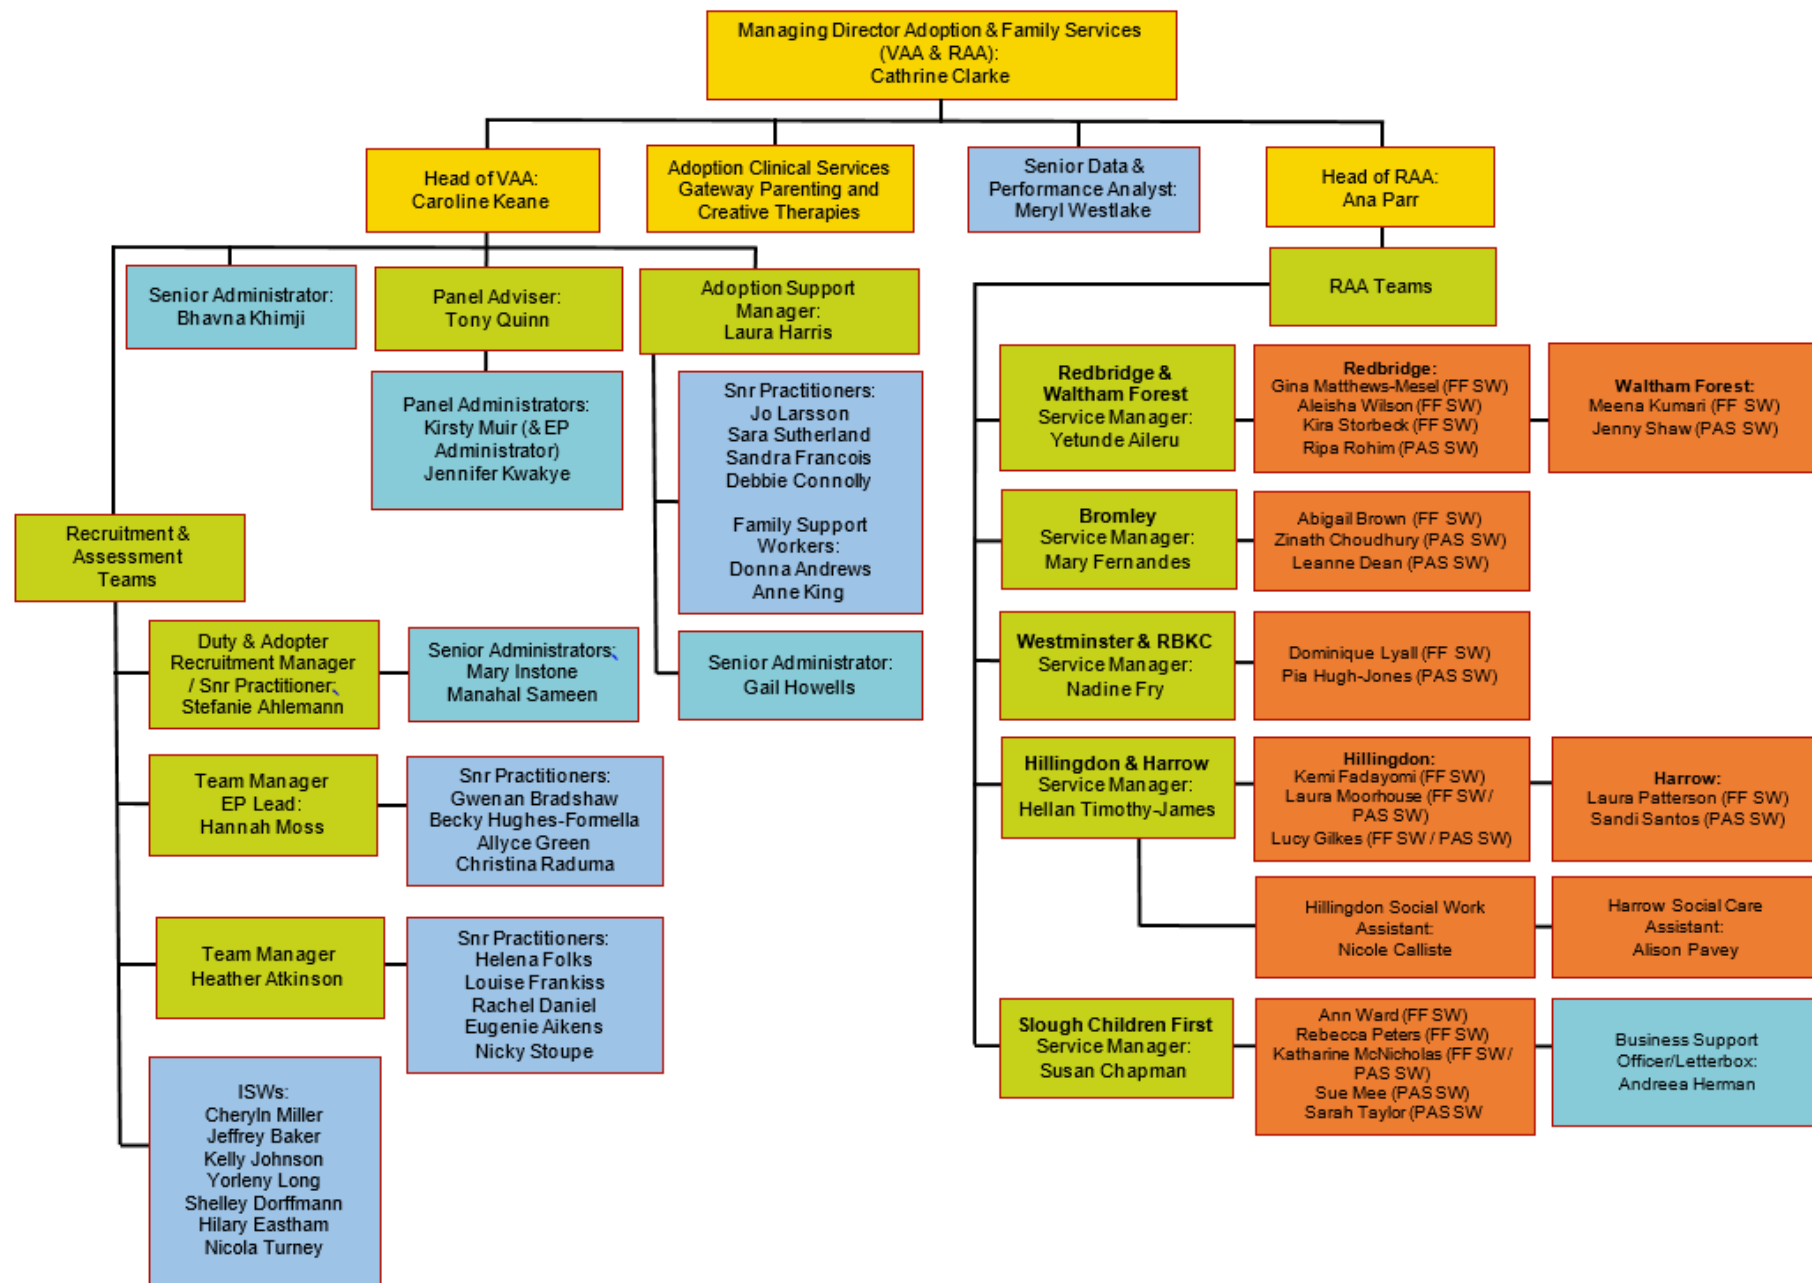 Managing Director Adoption & Family Services
(VAA & RAA):
Cathrine Clarke
Head of VAA:
Caroline Keane
Adoption Clinical Services
Gateway Parenting and
Creative Therapies
Senior Data &
Performance Analyst:
Meryl Westlake
Head of RAA:
Ana Parr
Senior Administrator:
Bhavna Khimji
Panel Adviser:
Tony Quinn
Adoption Support
Manager:
Laura Harris
RAA Teams
Panel Administrators:
Kirsty Muir (& EP
Administrator)
Jennifer Kwakye
Snr Practitioners:
Jo Larsson
Sara Sutherland
Sandra Francois
Debbie Connolly
Family Support
Workers:
Donna Andrews
Anne King
Senior Administrator:
Gail Howells
Recruitment &
Assessment
Teams
Duty & Adopter
Recruitment Manager
/ Snr Practitioner:
Stefanie Ahlemann
Senior Administrators:
Mary Instone
Manahal Sameen
Team Manager
EP Lead:
Hannah Moss
Snr Practitioners:
Gwenan Bradshaw
Becky Hughes-Formella
Allyce Green
Christina Raduma
Team Manager
Heather Atkinson
Snr Practitioners:
Helena Folks
Louise Frankiss
Rachel Daniel
Eugenie Aikens
Nicky Stoupe
ISWs:
Cheryln Miller
Jeffrey Baker
Kelly Johnson
Yorleny Long
Shelley Dorffmann
Hilary Eastham
Nicola Turney
Redbridge &
Waltham Forest
Service Manager:
Yetunde Aileru
Redbridge:
Gina Matthews-Mesel (FF SW)
Aleisha Wilson (FF SW)
Kira Storbeck (FF SW)
Ripa Rohim (PAS SW)
Waltham Forest:
Meena Kumari (FF SW)
Jenny Shaw (PAS SW)
Bromley
Service Manager:
Mary Fernandes
Abigail Brown (FF SW)
Zinath Choudhury (PAS SW)
Leanne Dean (PAS SW)
Westminster & RBKC
Service Manager:
Nadine Fry
Dominique Lyall (FF SW)
Pia Hugh-Jones (PAS SW)
Hillingdon & Harrow
Service Manager:
Hellan Timothy-James
Hillingdon:
Kemi Fadayomi (FF SW)
Laura Moorhouse (FF SW/
PAS SW)
Lucy Gilkes (FF SW / PAS SW)
Harrow:
Laura Patterson (FF SW)
Sandi Santos (PAS SW)
Hillingdon Social Work
Assistant:
Nicole Calliste
Harrow Social Care
Assistant:
Alison Pavey
Slough Children First
Service Manager:
Susan Chapman
Ann Ward (FF SW)
Rebecca Peters (FF SW)
Katharine McNicholas (FF SW/
PAS SW)
Sue Mee (PAS SW)
Sarah Taylor (PAS SW
Business Support
Officer/Letterbox:
Andreea Herman